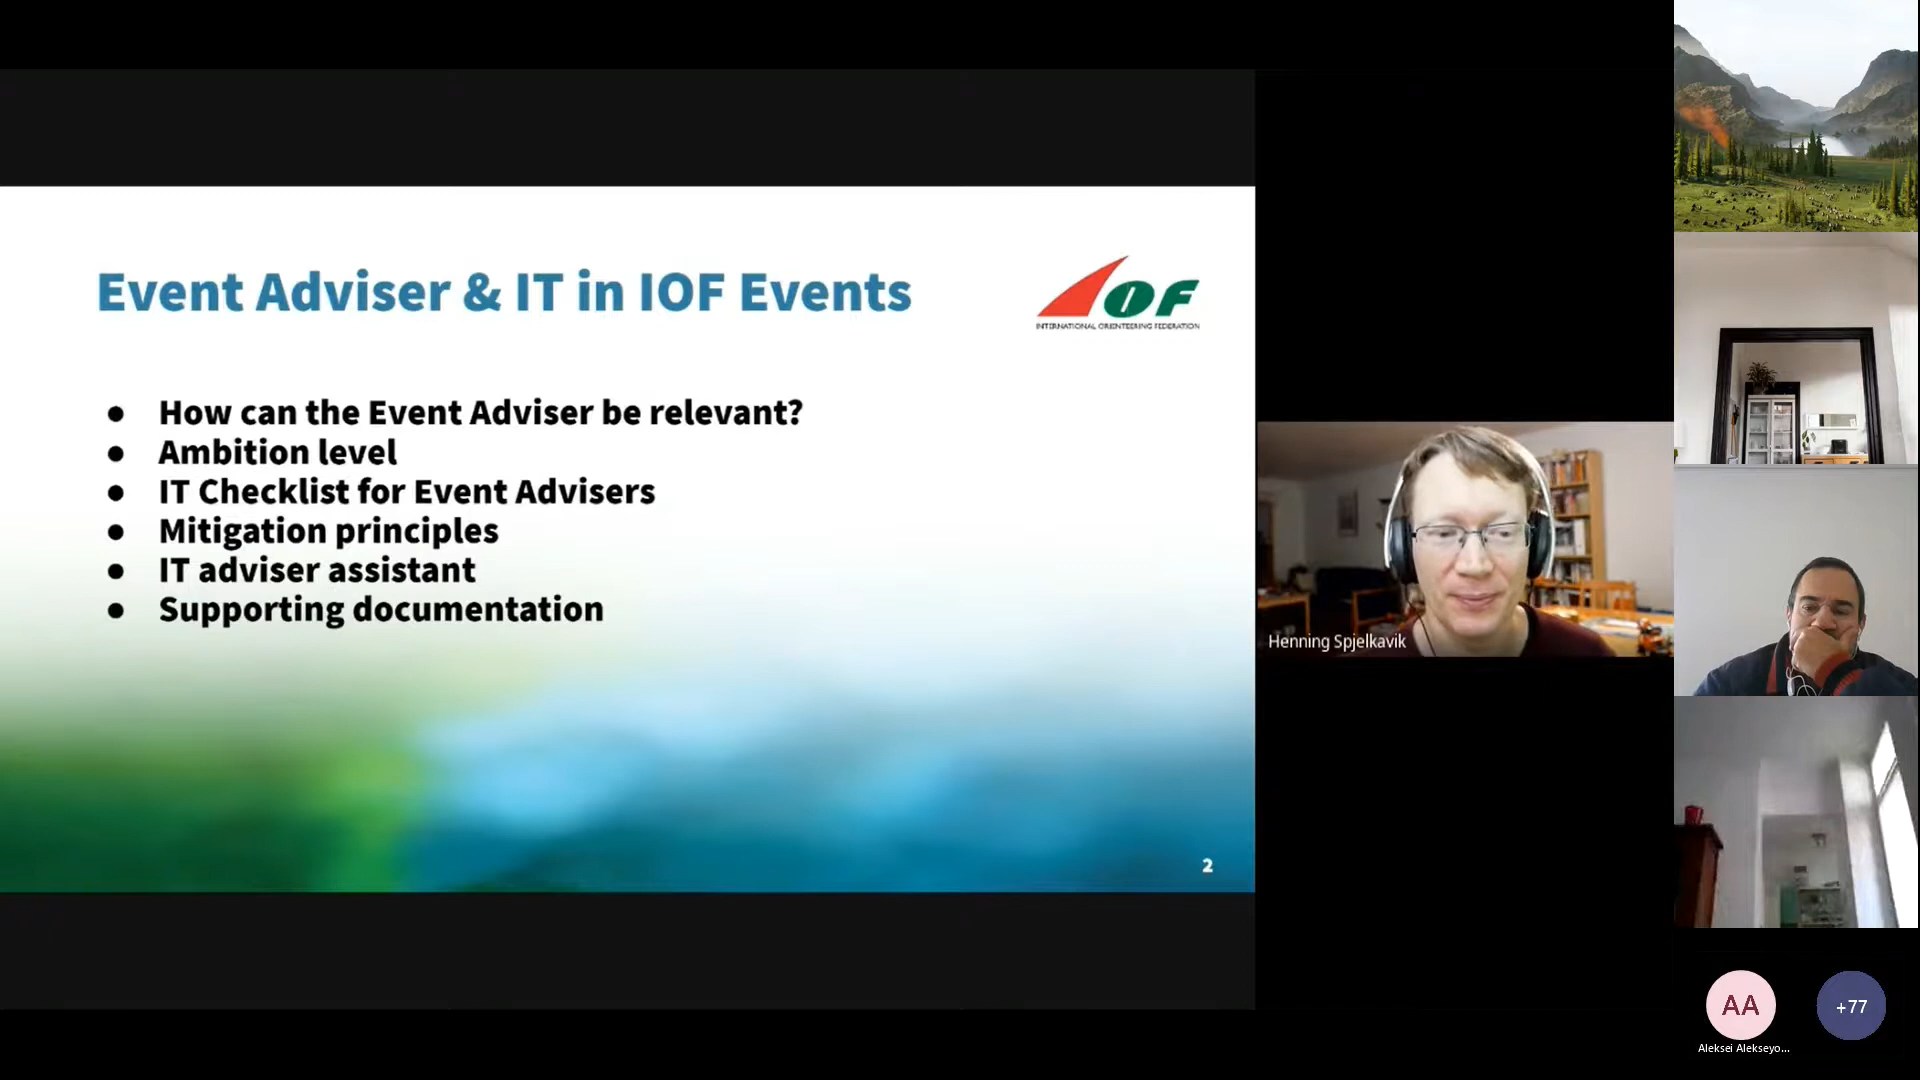 Event Adviser & IT in IOF Events
IOF
INTERNATIONAL ORIENTEERING FEDERATION
● How can the Event Adviser be relevant?
● Ambition level
● IT Checklist for Event Advisers
● Mitigation principles
● IT adviser assistant
● Supporting documentation
2
Henning Spjelkavik
AA
+77
Aleksei Alekseyo...